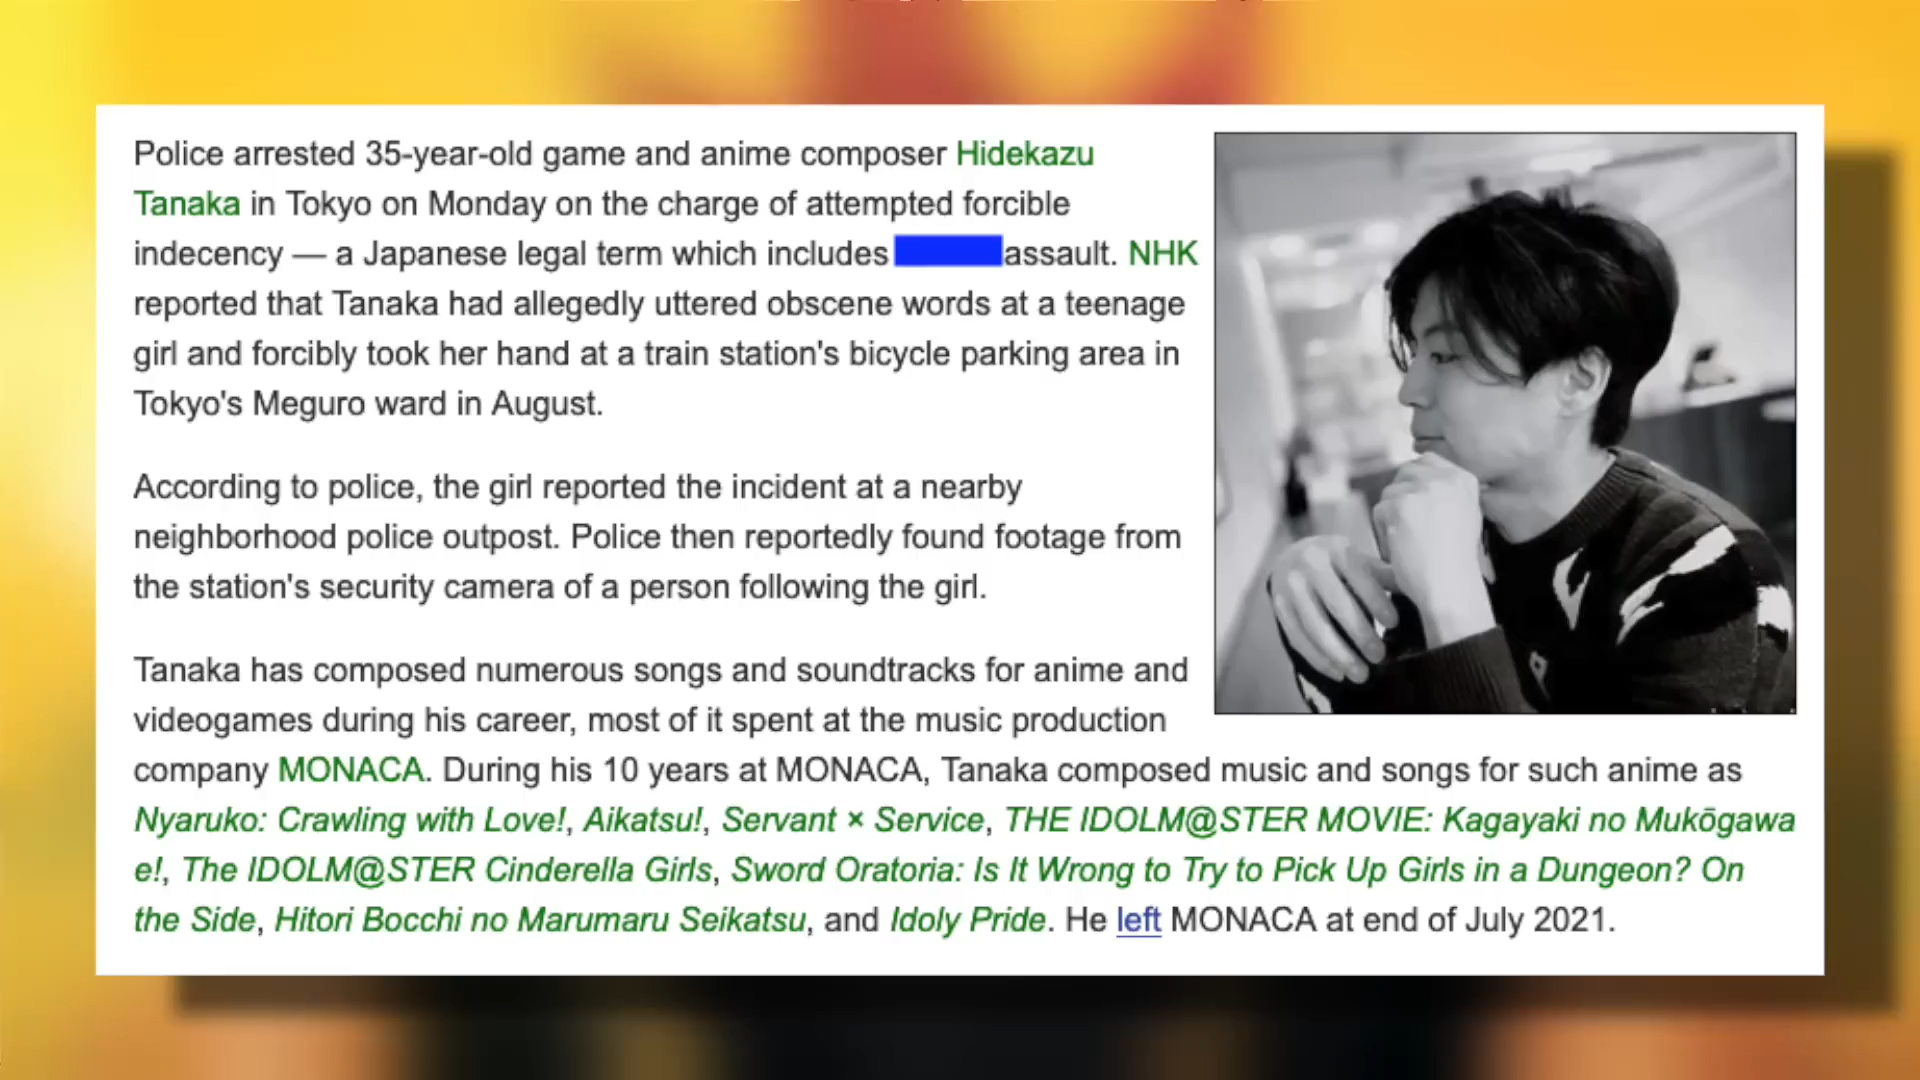 Police arrested 35-year-old game and anime composer Hidekazu
Tanaka in Tokyo on Monday on the charge of attempted forcible
indecency — a Japanese legal term which includes assault. NHK
reported that Tanaka had allegedly uttered obscene words at a teenage
girl and forcibly took her hand at a train station's bicycle parking area in
Tokyo's Meguro ward in August.
According to police, the girl reported the incident at a nearby
neighborhood police outpost. Police then reportedly found footage from
the station's security camera of a person following the girl.
Tanaka has composed numerous songs and soundtracks for anime and
videogames during his career, most of it spent at the music production
company MONACA. During his 10 years at MONACA, Tanaka composed music and songs for such anime as
Nyaruko: Crawling with Love!, Aikatsu!, Servant × Service, THE IDOLM@STER MOVIE: Kagayaki no Mukōgawa
e!, The IDOLM@STER Cinderella Girls, Sword Oratoria: Is It Wrong to Try to Pick Up Girls in a Dungeon? On
the Side, Hitori Bocchi no Marumaru Seikatsu, and Idoly Pride. He left MONACA at end of July 2021.